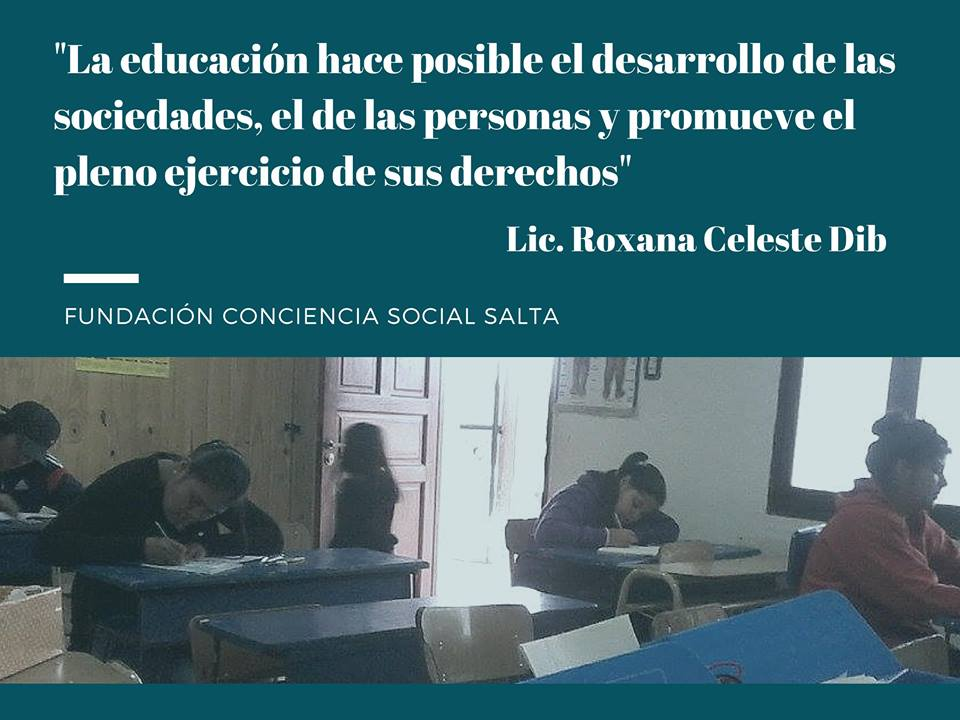 "La educación hace posible el desarrollo de las
sociedades, el de las personas y promueve el
pleno ejercicio de sus derechos"
Lic. Roxana Celeste Dib
FUNDACIÓN CONCIENCIA SOCIAL SALTA